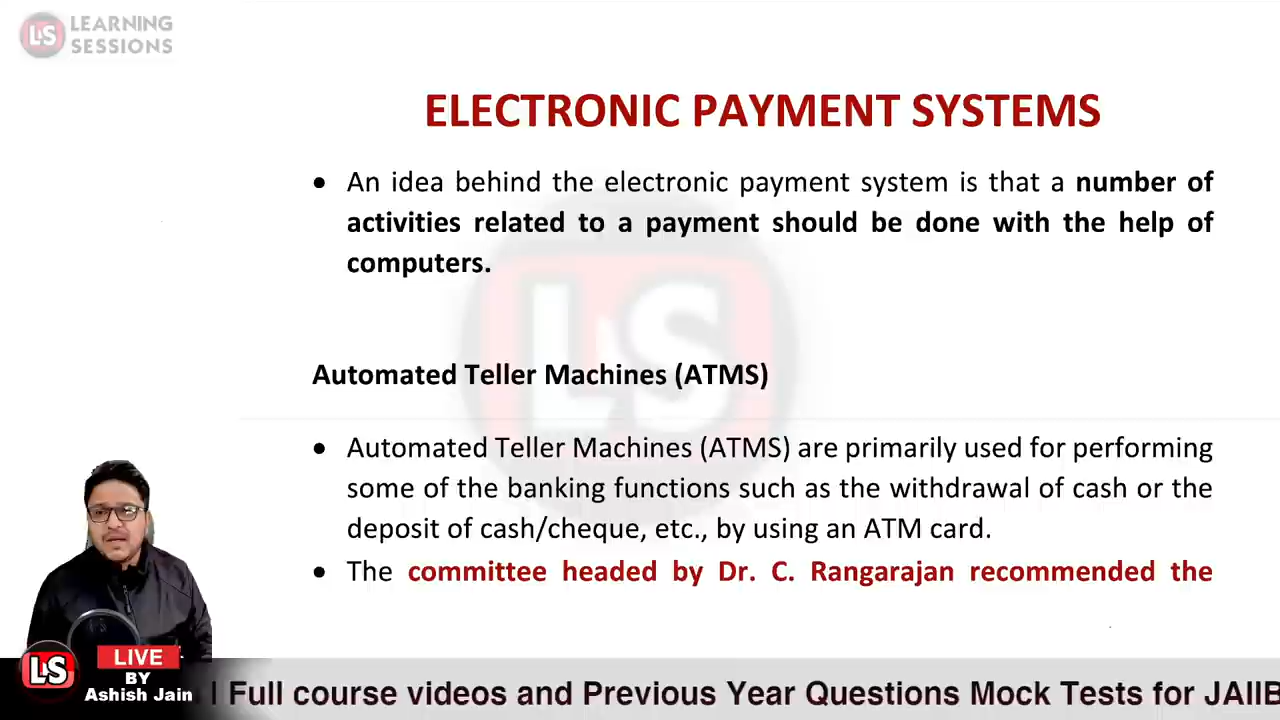 LS LEARNING
SESSIONS
ELECTRONIC PAYMENT SYSTEMS
• An idea behind the electronic payment system is that a number of
activities related to a payment should be done with the help of
computers.
LS
Automated Teller Machines (ATMS)
• Automated Teller Machines (ATMS) are primarily used for performing
some of the banking functions such as the withdrawal of cash or the
deposit of cash/cheque, etc., by using an ATM card.
• The committee headed by Dr. C. Rangarajan recommended the
LS
LIVE
BY
Ashish Jain
| Full course videos and Previous Year Questions Mock Tests for JAIIB